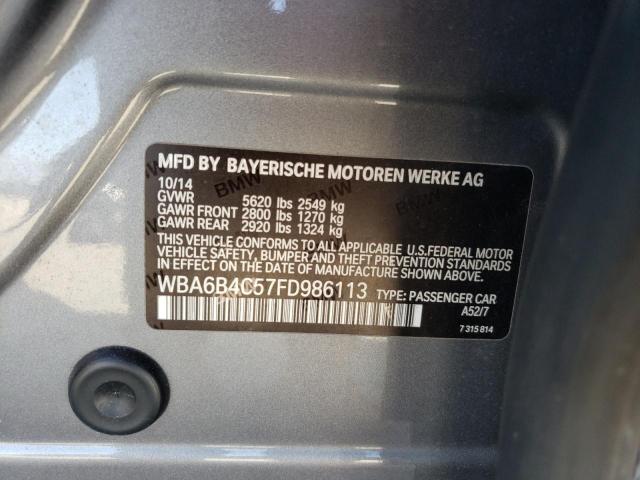 MFD BY BAYERISCHE MOTOREN WERKE AG
10/14
GVWR 5620 lbs 2549 kg
GAWR FRONT 2800 lbs 1270 kg
GAWR REAR 2920 lbs 1324 kg
THIS VEHICLE CONFORMS TO ALL APPLICABLE U.S.FEDERAL MOTOR
VEHICLE SAFETY, BUMPER AND THEFT PREVENTION STANDARDS
IN EFFECT ON THE DATE OF MANUFACTURE SHOWN ABOVE.
WBA6B4C57FD986113 TYPE: PASSENGER CAR
A52/7
7 315 814